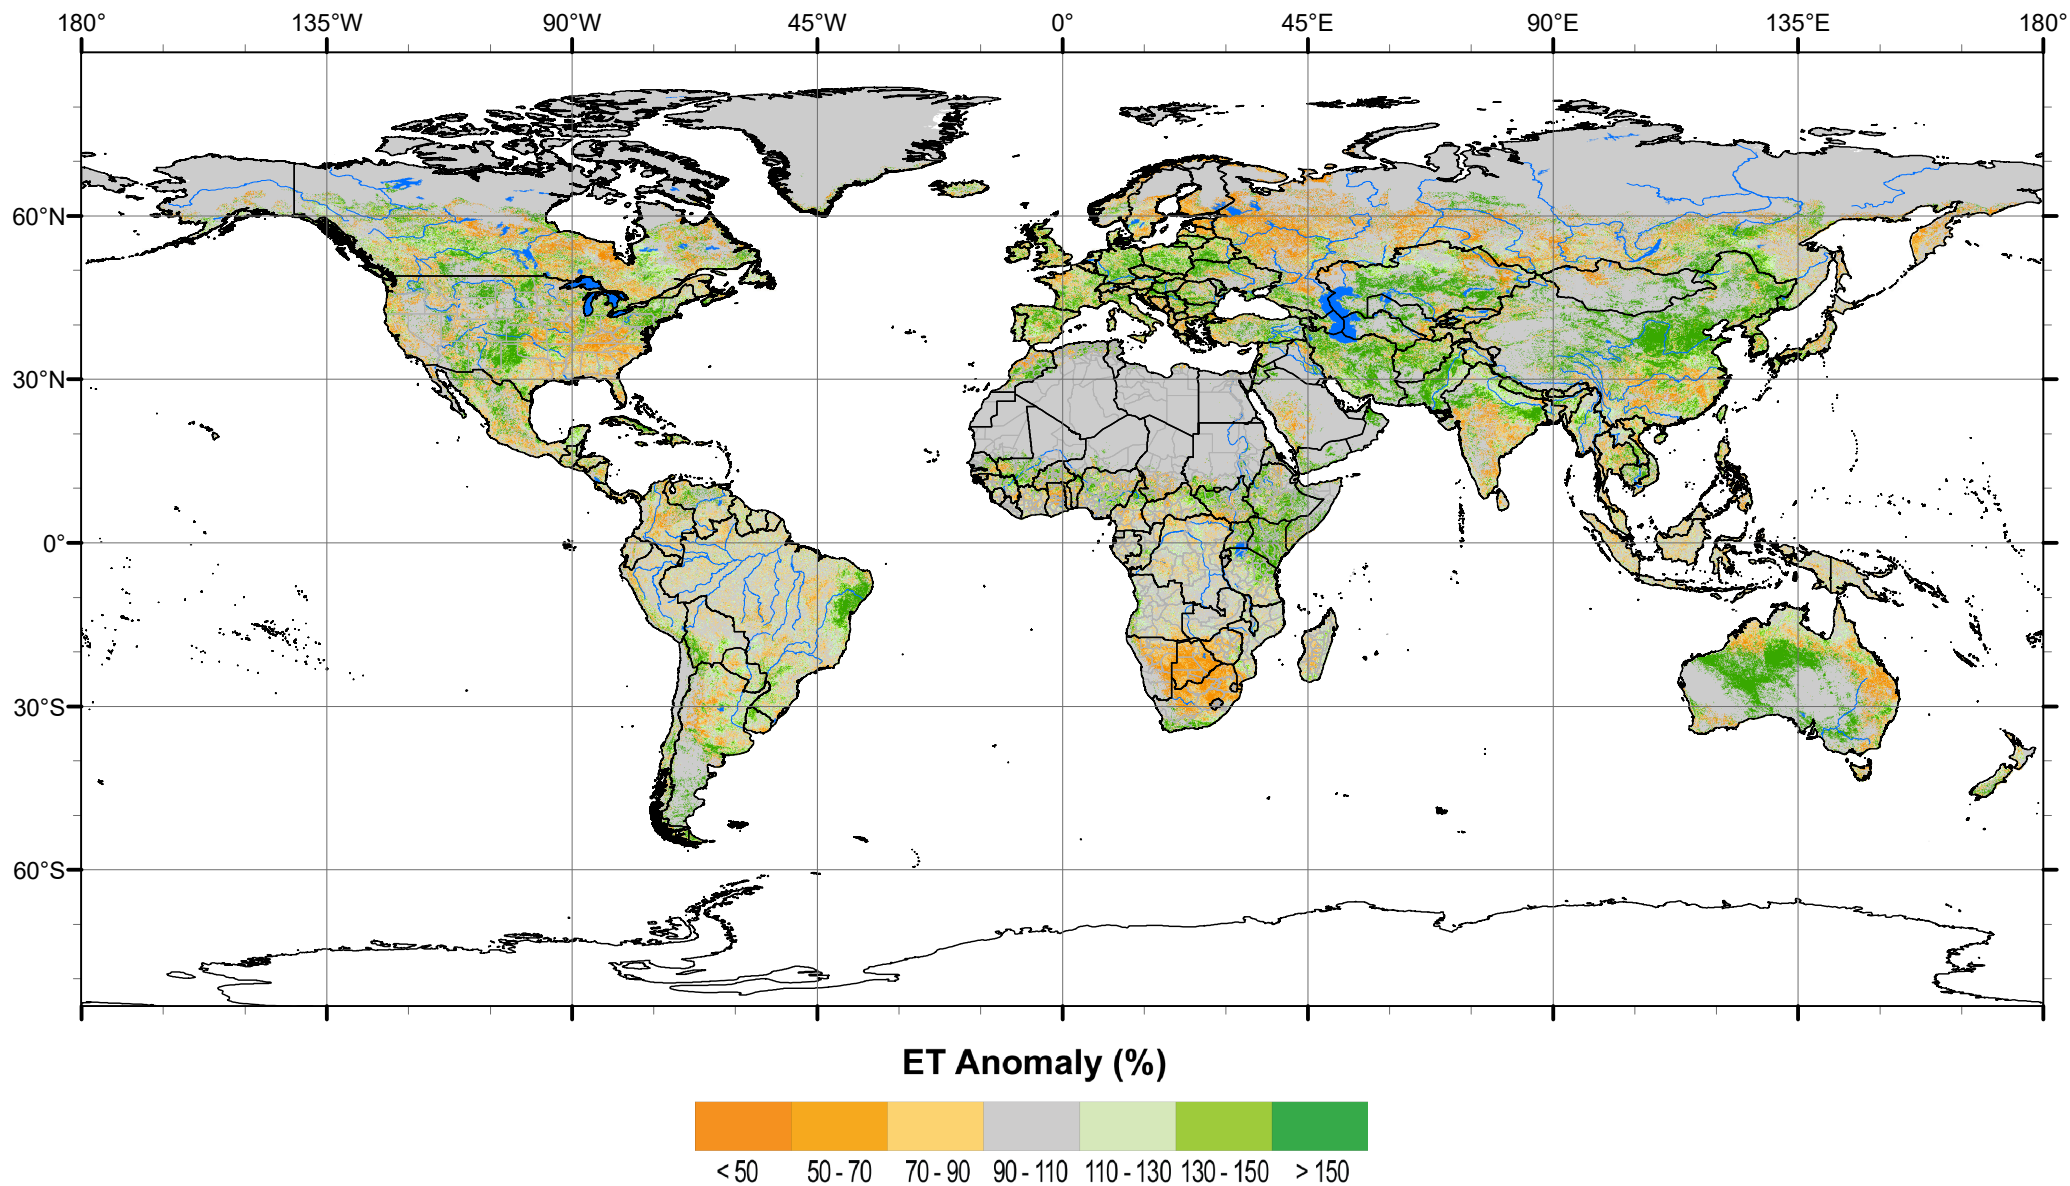 180° 135°W 90°W 45°W 0° 45°E 90°E 135°E 180°
60°N
30°N
0°
30°S
60°S
ET Anomaly (%)
< 50 50 - 70 70 - 90 90 - 110 110 - 130 130 - 150 > 150